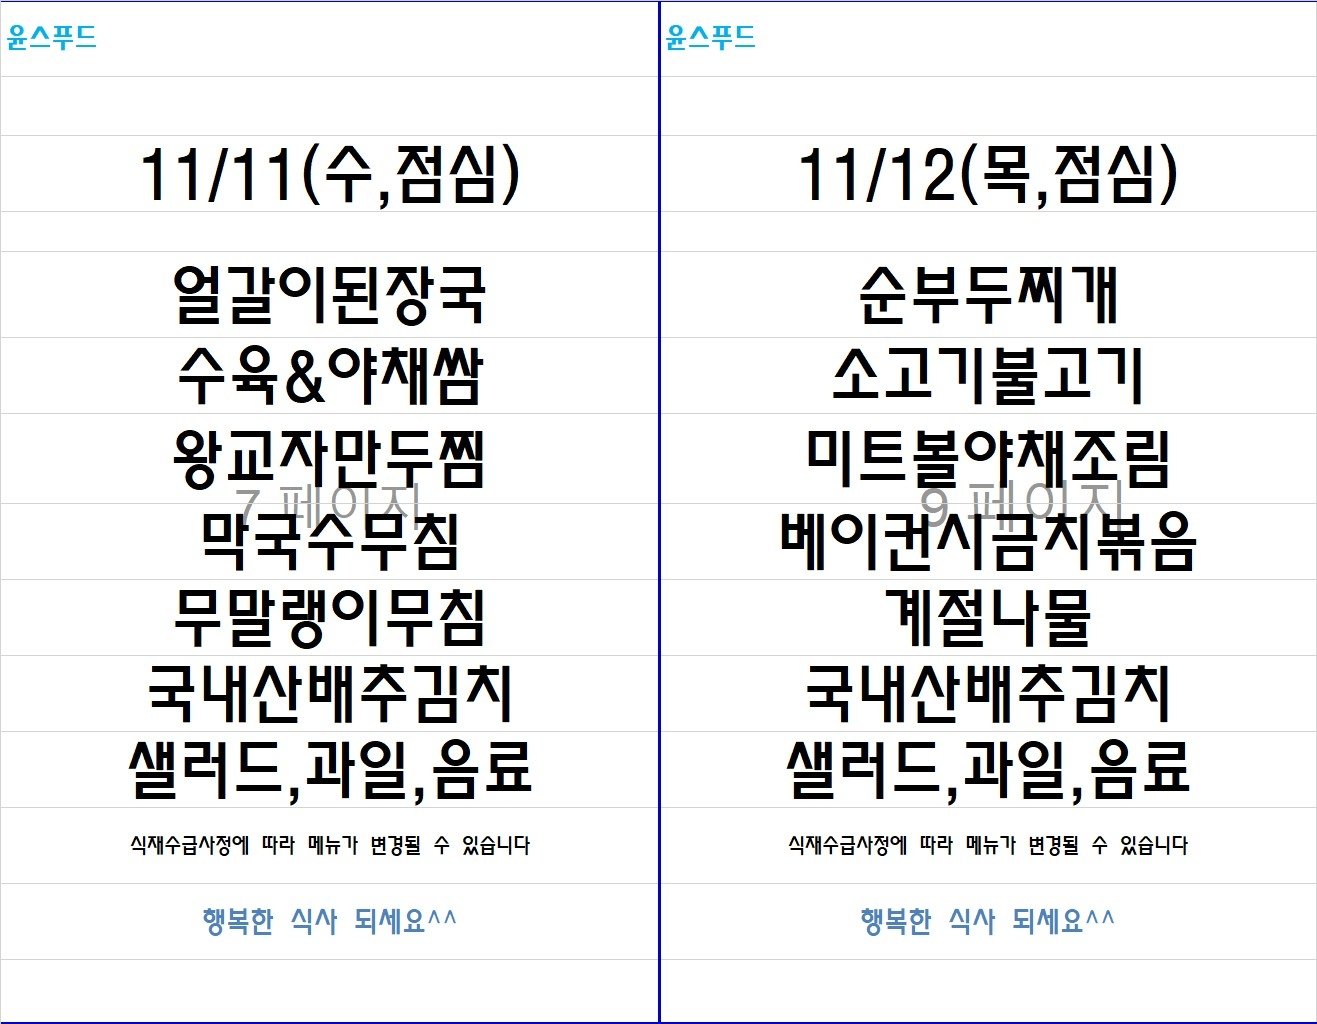 윤스푸드
11/11(수,점심)
얼갈이된장국
수육&야채쌈
왕교자만두찜
7 페이지
막국수무침
무말랭이무침
국내산배추김치
샐러드,과일,음료
식재수급사정에 따라 메뉴가 변경될 수 있습니다
행복한 식사 되세요^^
윤스푸드
11/12(목,점심)
순부두찌개
소고기불고기
미트볼야채조림
9 페이지
베이컨시금치볶음
계절나물
국내산배추김치
샐러드,과일,음료
식재수급사정에 따라 메뉴가 변경될 수 있습니다
행복한 식사 되세요^^